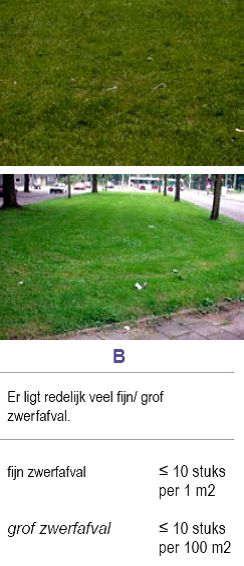 B
Er ligt redelijk veel fijn/ grof
zwerfafval.
fijn zwerfafval ≤ 10 stuks
per 1 m2
grof zwerfafval ≤ 10 stuks
per 100 m2